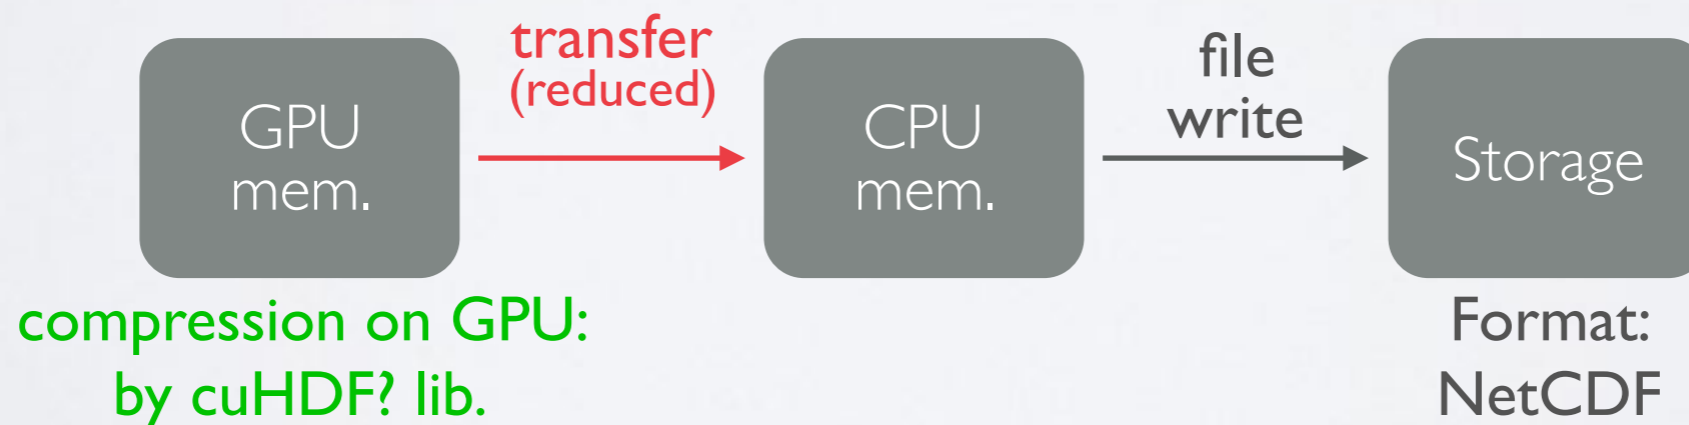 transfer
(reduced)
file
write
GPU
mem.
CPU
mem.
Storage
compression on GPU:
by cuHDF? lib.
Format:
NetCDF